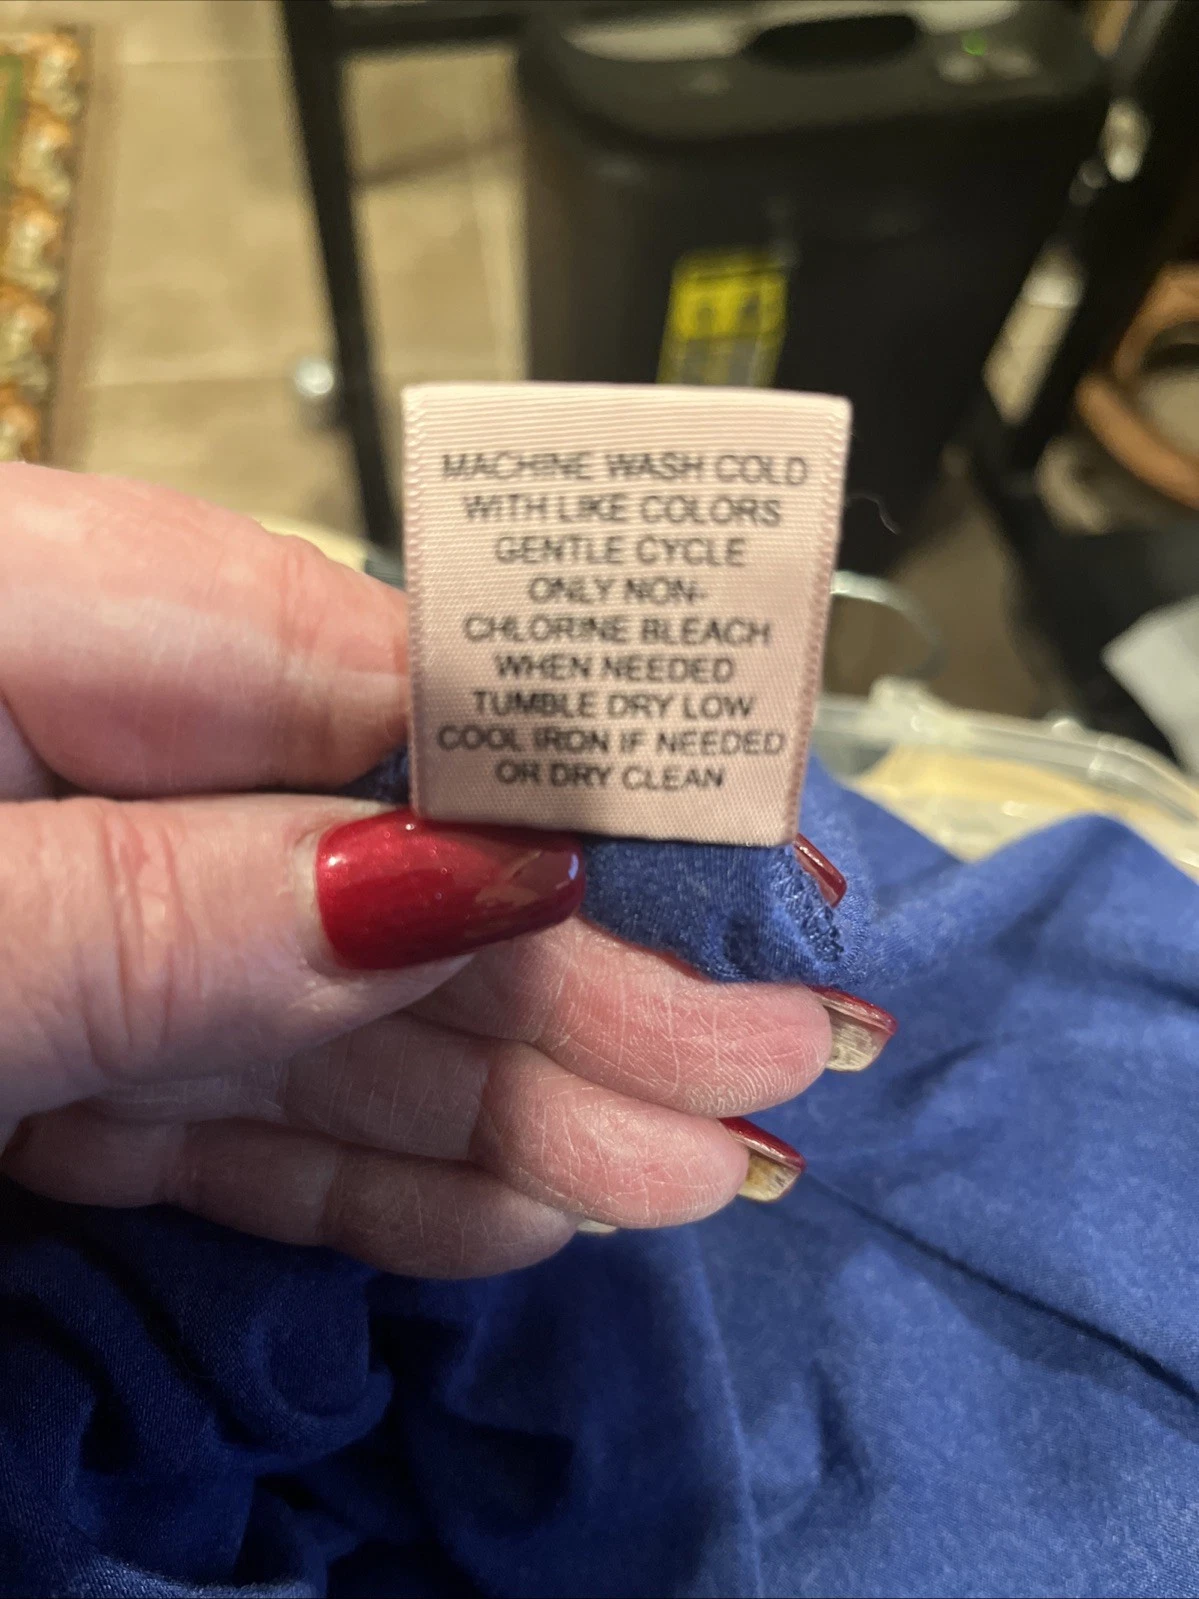 MACHINE WASH COLD
WITH LIKE COLORS
GENTLE CYCLE
ONLY NON-
CHLORINE BLEACH
WHEN NEEDED
TUMBLE DRY LOW
COOL IRON IF NEEDED
OR DRY CLEAN